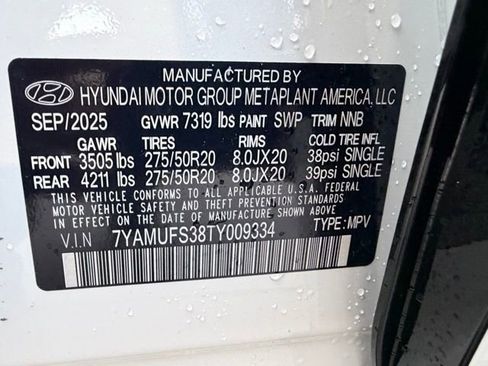 MANUFACTURED BY
HYUNDAI MOTOR GROUP METAPLANT AMERICA, LLC
SEP/2025 GVWR 7319 lbs PAINT SWP TRIM NNB
GAWR TIRES RIMS COLD TIRE INFL
FRONT 3505 lbs 275/50R20 8.0JX20 38psi SINGLE
REAR 4211 lbs 275/50R20 8.0JX20 39psi SINGLE
THIS VEHICLE CONFORMS TO ALL APPLICABLE U.S.A. FEDERAL
MOTOR VEHICLE SAFETY STANDARDS IN EFFECT ON THE DATE OF
MANUFACTURE SHOWN ABOVE.
V.I.N 7YAMUFS38TY009334 TYPE: MPV